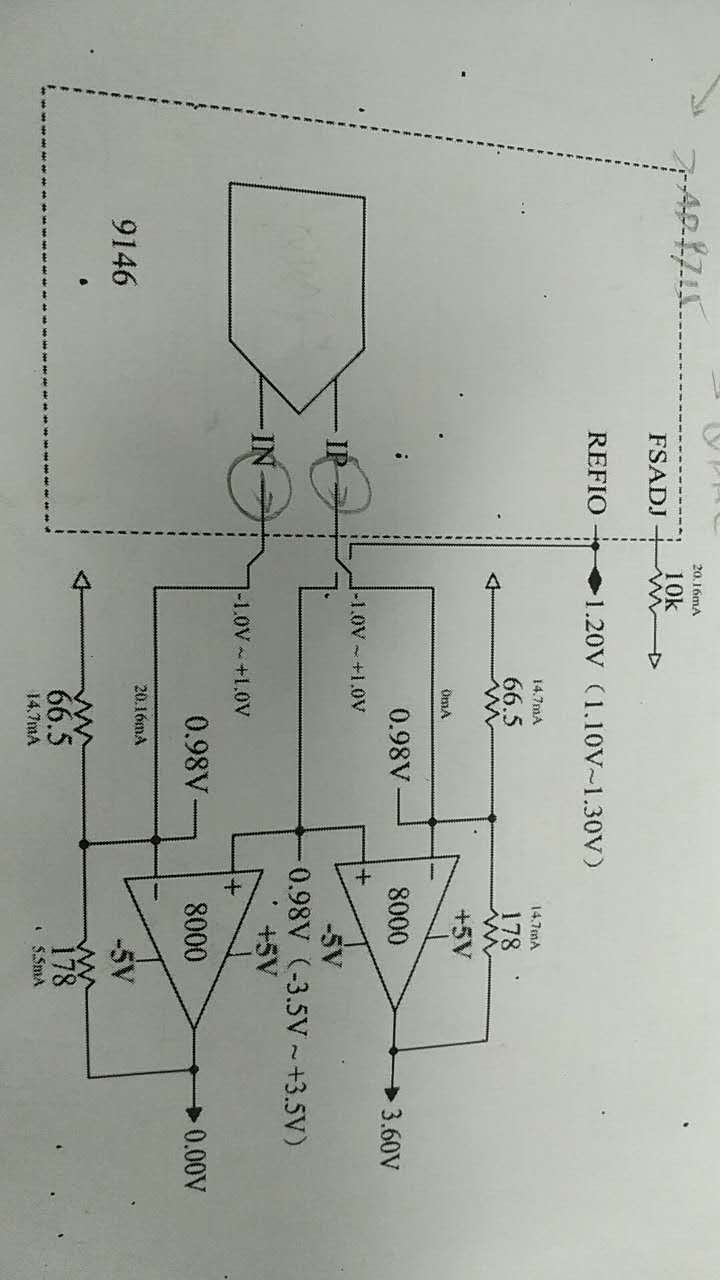 AD9715
20.16mA
FSADJ
10k
REFIO
1.20V (1.10V~1.30V)
14.7mA
66.5
14.7mA
178
0mA
0.98V
+5V
IP
-1.0V ~ +1.0V
8000
3.60V
-5V
0.98V (-3.5V ~ +3.5V)
IN
-1.0V ~ +1.0V
+5V
0.98V
8000
0.00V
20.16mA
-5V
9146
66.5
14.7mA
178
5.5mA